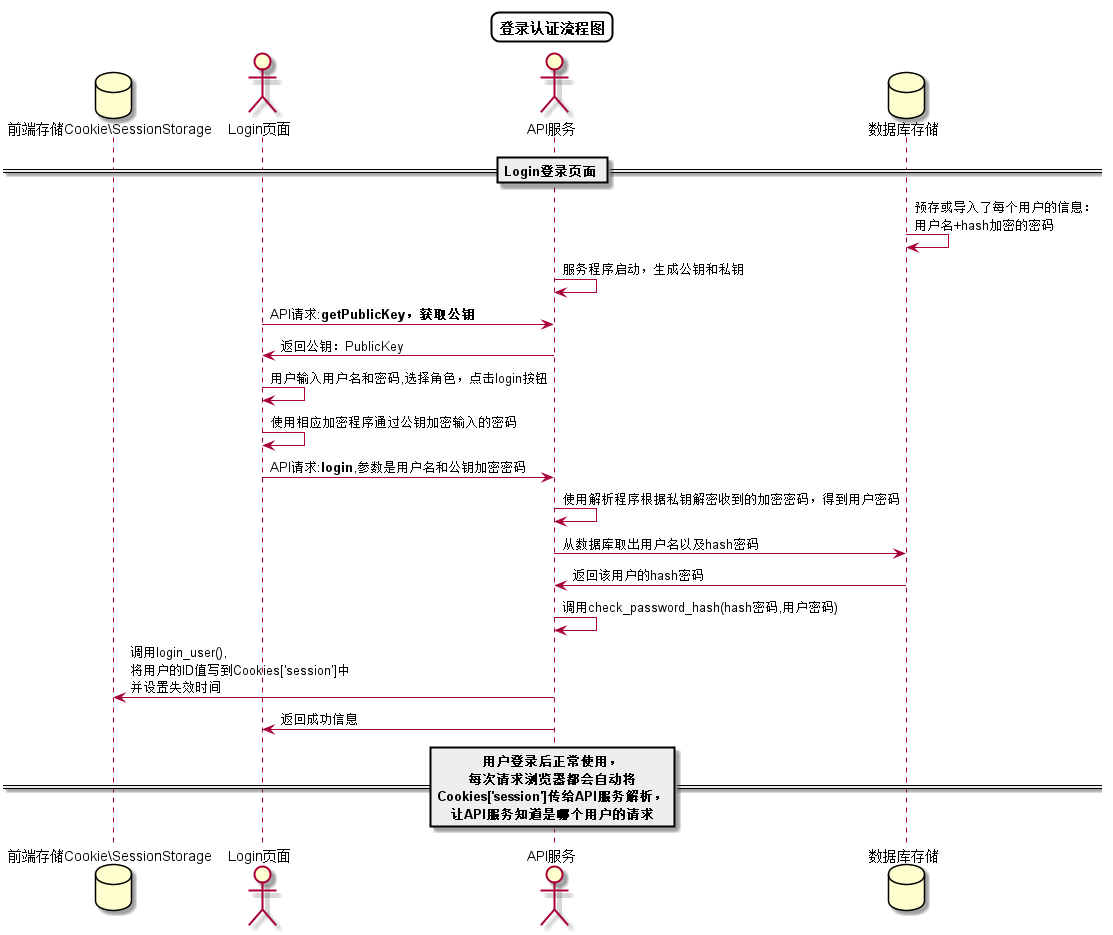 登录认证流程图
前端存储Cookie\SessionStorage
Login页面
API服务
数据库存储
Login登录页面
预存或导入了每个用户的信息：
用户名+hash加密的密码
服务程序启动，生成公钥和私钥
API请求:getPublicKey，获取公钥
返回公钥：PublicKey
用户输入用户名和密码,选择角色，点击login按钮
使用相应加密程序通过公钥加密输入的密码
API请求:login,参数是用户名和公钥加密密码
使用解析程序根据私钥解密收到的加密密码，得到用户密码
从数据库取出用户名以及hash密码
返回该用户的hash密码
调用check_password_hash(hash密码,用户密码)
调用login_user(),
将用户的ID值写到Cookies['session']中
并设置失效时间
返回成功信息
用户登录后正常使用，
每次请求浏览器都会自动将
Cookies['session']传给API服务解析，
让API服务知道是哪个用户的请求
前端存储Cookie\SessionStorage
Login页面
API服务
数据库存储